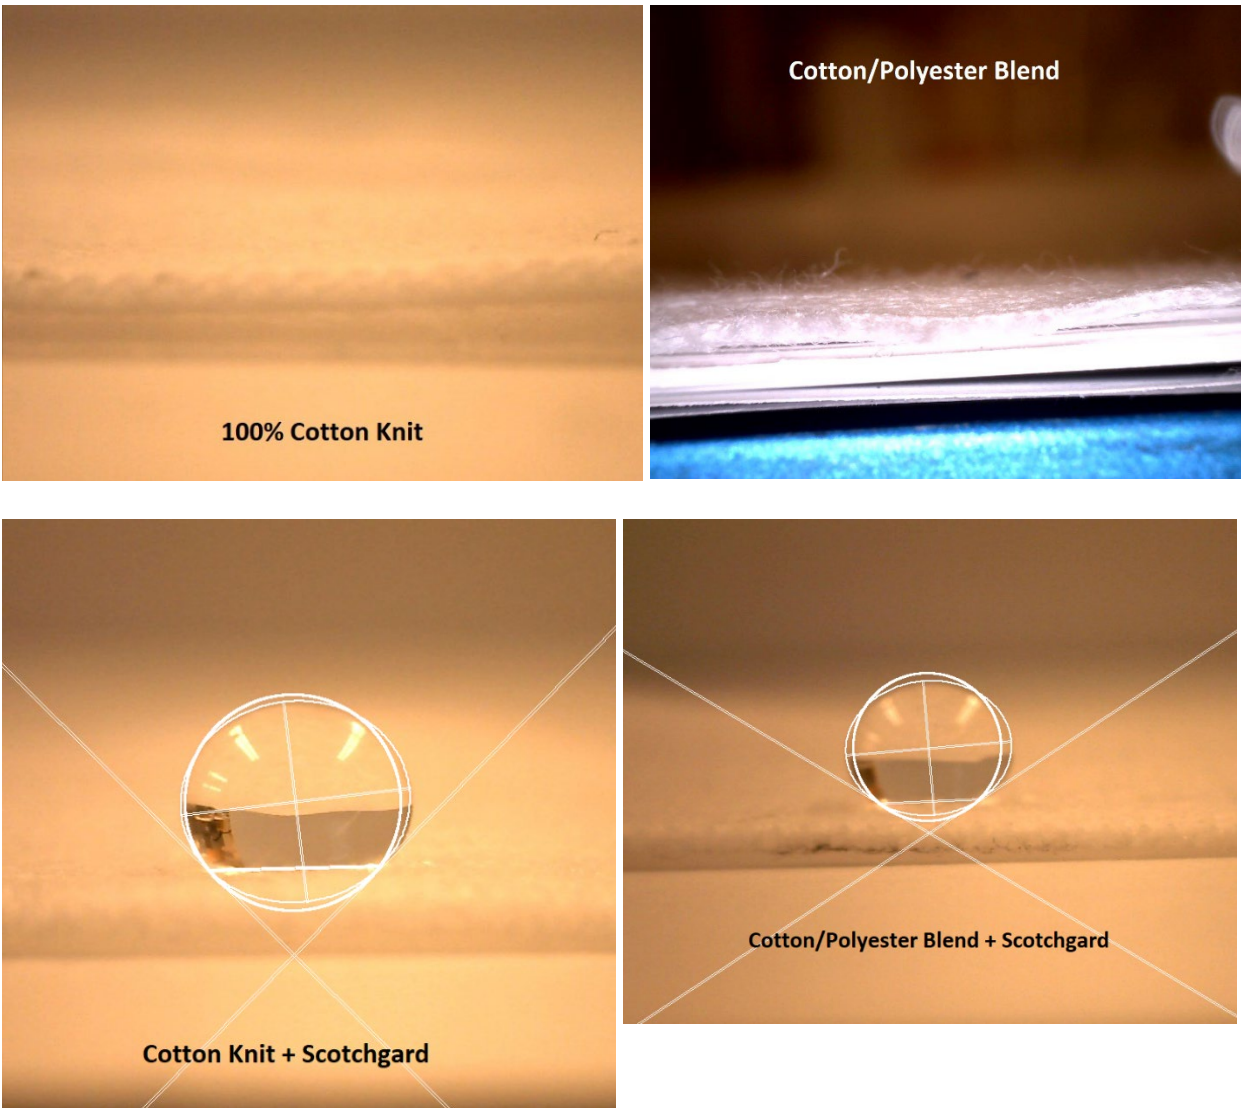 Cotton/Polyester Blend
100% Cotton Knit
Cotton/Polyester Blend + Scotchgard
Cotton Knit + Scotchgard